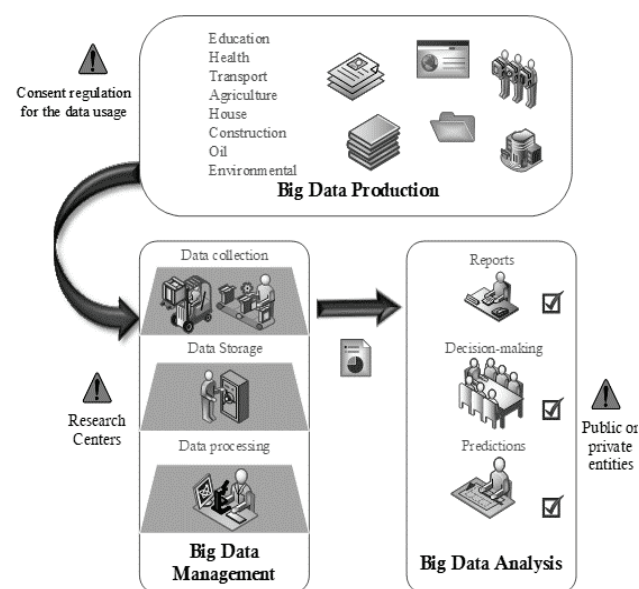 Education
Health
Transport
Agriculture
House
Construction
Oil
Environmental
Big Data Production
Consent regulation
for the data usage
Data collection
Data Storage
Data processing
Big Data
Management
Research
Centers
Reports
Decision-making
Predictions
Big Data Analysis
Public or
private
entities